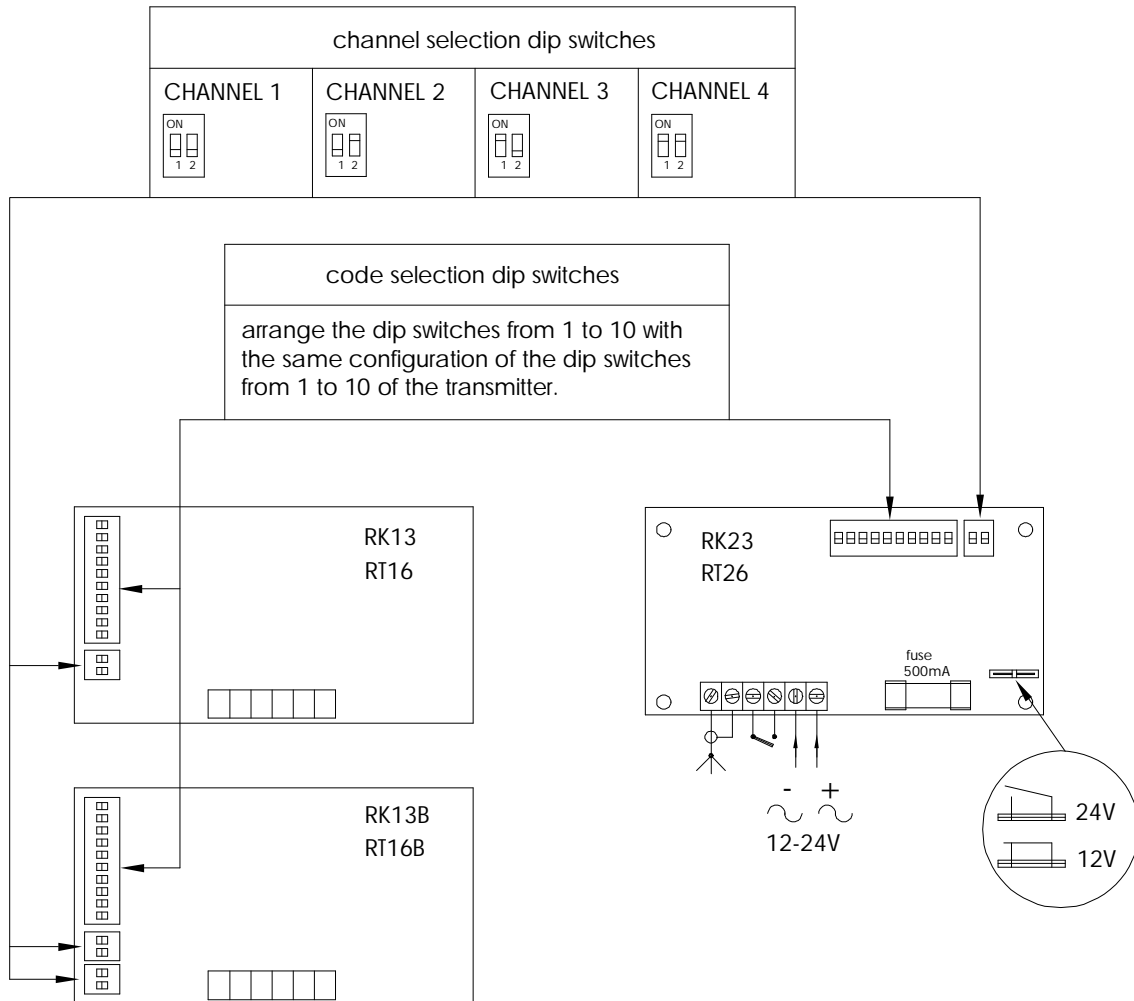 channel selection dip switches
CHANNEL 1
CHANNEL 2
CHANNEL 3
CHANNEL 4
ON
1 2
ON
1 2
ON
1 2
ON
1 2
code selection dip switches
arrange the dip switches from 1 to 10 with
the same configuration of the dip switches
from 1 to 10 of the transmitter.
RK13
RT16
RK23
RT26
fuse
500mA
- +
12-24V
24V
12V
RK13B
RT16B